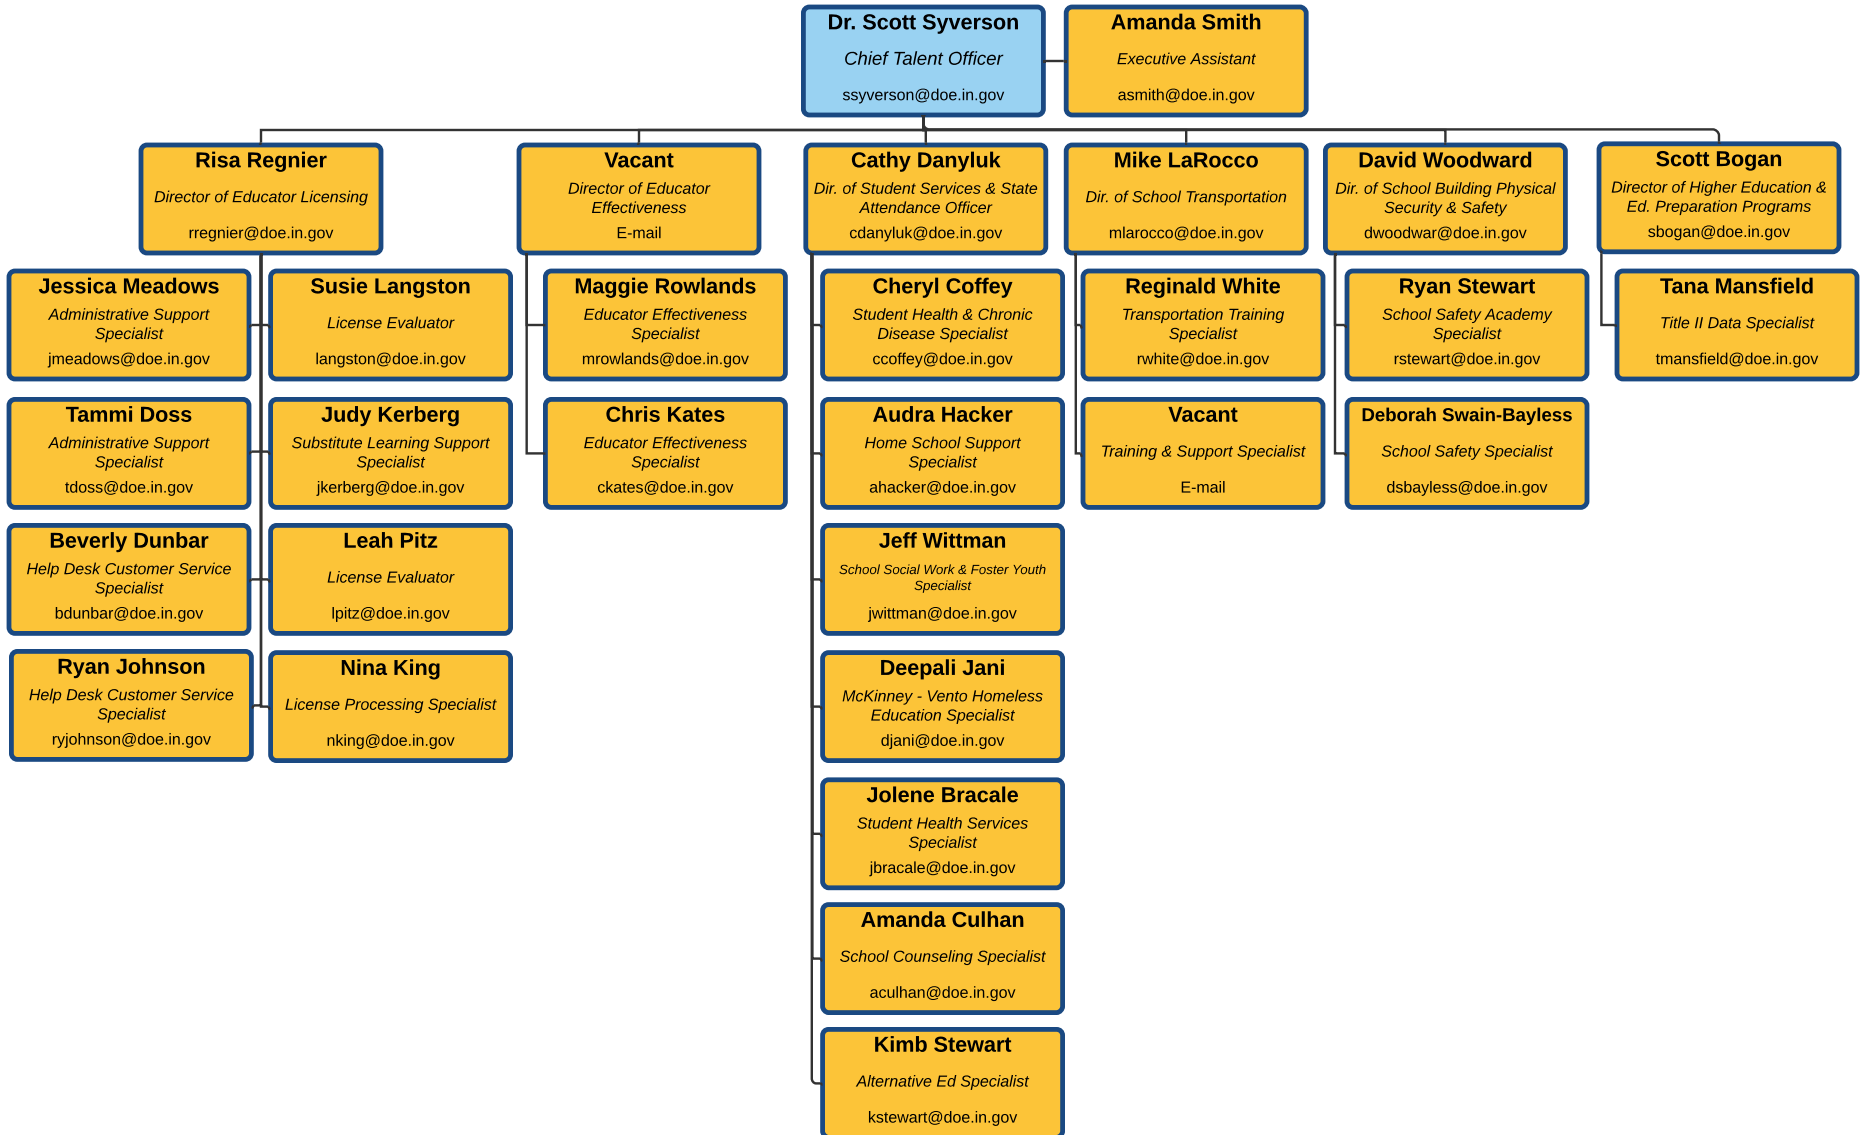 Dr. Scott Syverson
Chief Talent Officer
ssyverson@doe.in.gov
Amanda Smith
Executive Assistant
asmith@doe.in.gov
Risa Regnier
Director of Educator Licensing
rregnier@doe.in.gov
Vacant
Director of Educator
Effectiveness
E-mail
Cathy Danyluk
Dir. of Student Services & State
Attendance Officer
cdanyluk@doe.in.gov
Mike LaRocco
Dir. of School Transportation
mlarocco@doe.in.gov
David Woodward
Dir. of School Building Physical
Security & Safety
dwoodwar@doe.in.gov
Scott Bogan
Director of Higher Education &
Ed. Preparation Programs
sbogan@doe.in.gov
Jessica Meadows
Administrative Support
Specialist
jmeadows@doe.in.gov
Susie Langston
License Evaluator
langston@doe.in.gov
Maggie Rowlands
Educator Effectiveness
Specialist
mrowlands@doe.in.gov
Cheryl Coffey
Student Health & Chronic
Disease Specialist
ccoffey@doe.in.gov
Reginald White
Transportation Training
Specialist
rwhite@doe.in.gov
Ryan Stewart
School Safety Academy
Specialist
rstewart@doe.in.gov
Tana Mansfield
Title II Data Specialist
tmansfield@doe.in.gov
Tammi Doss
Administrative Support
Specialist
tdoss@doe.in.gov
Judy Kerberg
Substitute Learning Support
Specialist
jkerberg@doe.in.gov
Chris Kates
Educator Effectiveness
Specialist
ckates@doe.in.gov
Audra Hacker
Home School Support
Specialist
ahacker@doe.in.gov
Vacant
Training & Support Specialist
E-mail
Deborah Swain-Bayless
School Safety Specialist
dsbayless@doe.in.gov
Beverly Dunbar
Help Desk Customer Service
Specialist
bdunbar@doe.in.gov
Leah Pitz
License Evaluator
lpitz@doe.in.gov
Jeff Wittman
School Social Work & Foster Youth
Specialist
jwittman@doe.in.gov
Ryan Johnson
Help Desk Customer Service
Specialist
ryjohnson@doe.in.gov
Nina King
License Processing Specialist
nking@doe.in.gov
Deepali Jani
McKinney - Vento Homeless
Education Specialist
djani@doe.in.gov
Jolene Bracale
Student Health Services
Specialist
jbracale@doe.in.gov
Amanda Culhan
School Counseling Specialist
aculhan@doe.in.gov
Kimb Stewart
Alternative Ed Specialist
kstewart@doe.in.gov